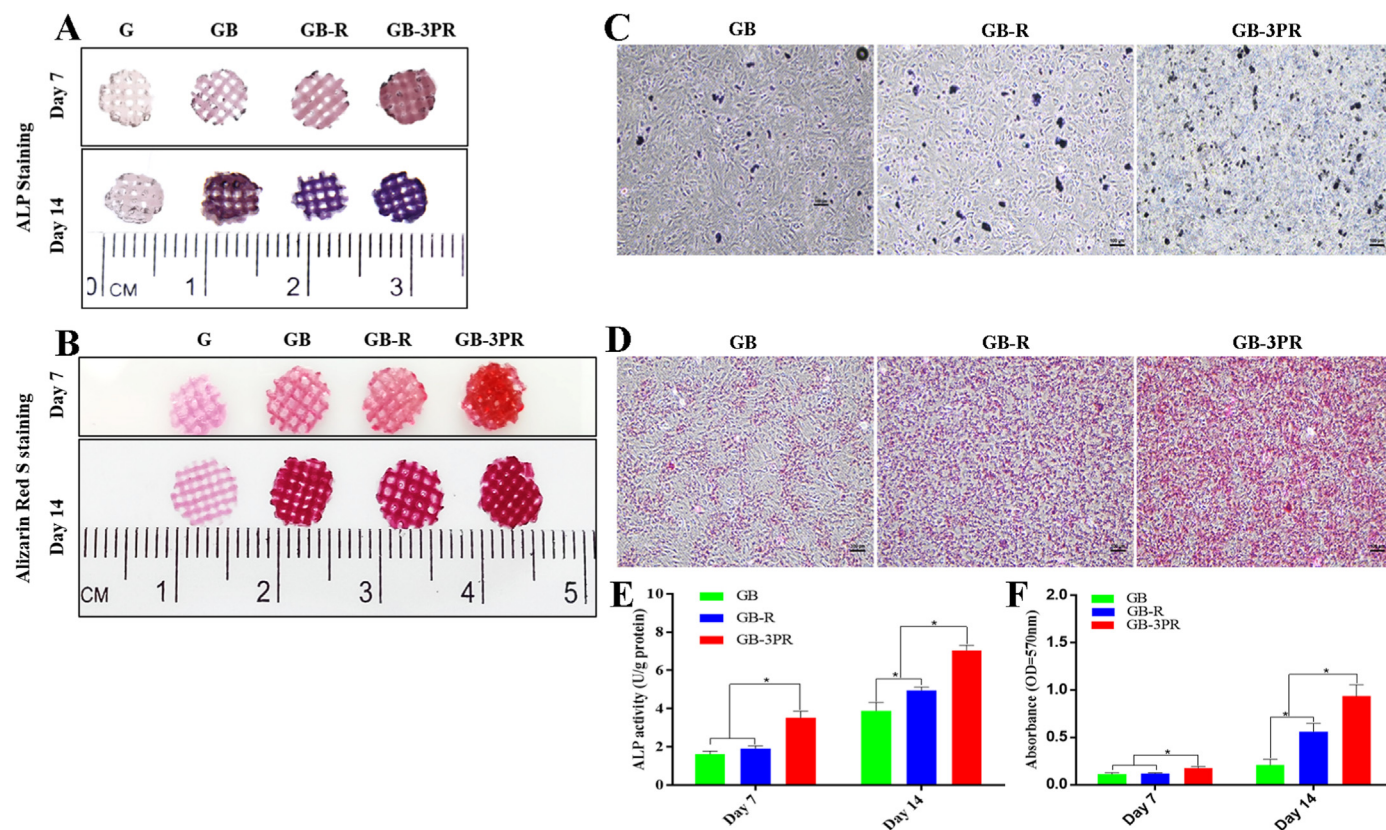 A
G GB GB-R GB-3PR
Day 7
ALP Staining
Day 14
0 CM 1 2 3
B
G GB GB-R GB-3PR
Day 7
Alizarin Red S staining
Day 14
CM 1 2 3 4 5
C
GB GB-R GB-3PR
100 μm
D
GB GB-R GB-3PR
E
GB
GB-R
GB-3PR
ALP activity (U/g protein)
10
8
6
4
2
0
* * *
Day 7 Day 14
F
GB
GB-R
GB-3PR
Absorbance (OD=570nm)
2.0
1.5
1.0
0.5
0.0
* * *
Day 7 Day 14